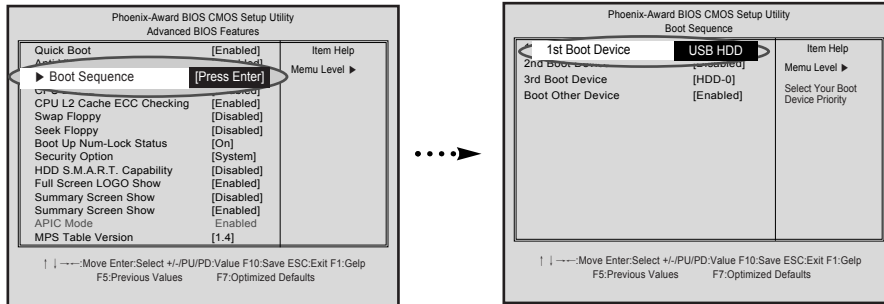 Phoenix-Award BIOS CMOS Setup Utility
Advanced BIOS Features
Quick Boot [Enabled]
Item Help
▶ Boot Sequence [Press Enter]
Memu Level ▶
CPU L2 Cache ECC Checking [Enabled]
Swap Floppy [Disabled]
Seek Floppy [Disabled]
Boot Up Num-Lock Status [On]
Security Option [System]
HDD S.M.A.R.T. Capability [Disabled]
Full Screen LOGO Show [Enabled]
Summary Screen Show [Disabled]
Summary Screen Show [Enabled]
APIC Mode Enabled
MPS Table Version [1.4]
↑↓→←:Move Enter:Select +/-/PU/PD:Value F10:Save ESC:Exit F1:Gelp
F5:Previous Values F7:Optimized Defaults
Phoenix-Award BIOS CMOS Setup Utility
Boot Sequence
1st Boot Device USB HDD
Item Help
2nd Boot Device [Disabled]
Memu Level ▶
3rd Boot Device [HDD-0]
Boot Other Device [Enabled]
Select Your Boot
Device Priority
↑↓→←:Move Enter:Select +/-/PU/PD:Value F10:Save ESC:Exit F1:Gelp
F5:Previous Values F7:Optimized Defaults